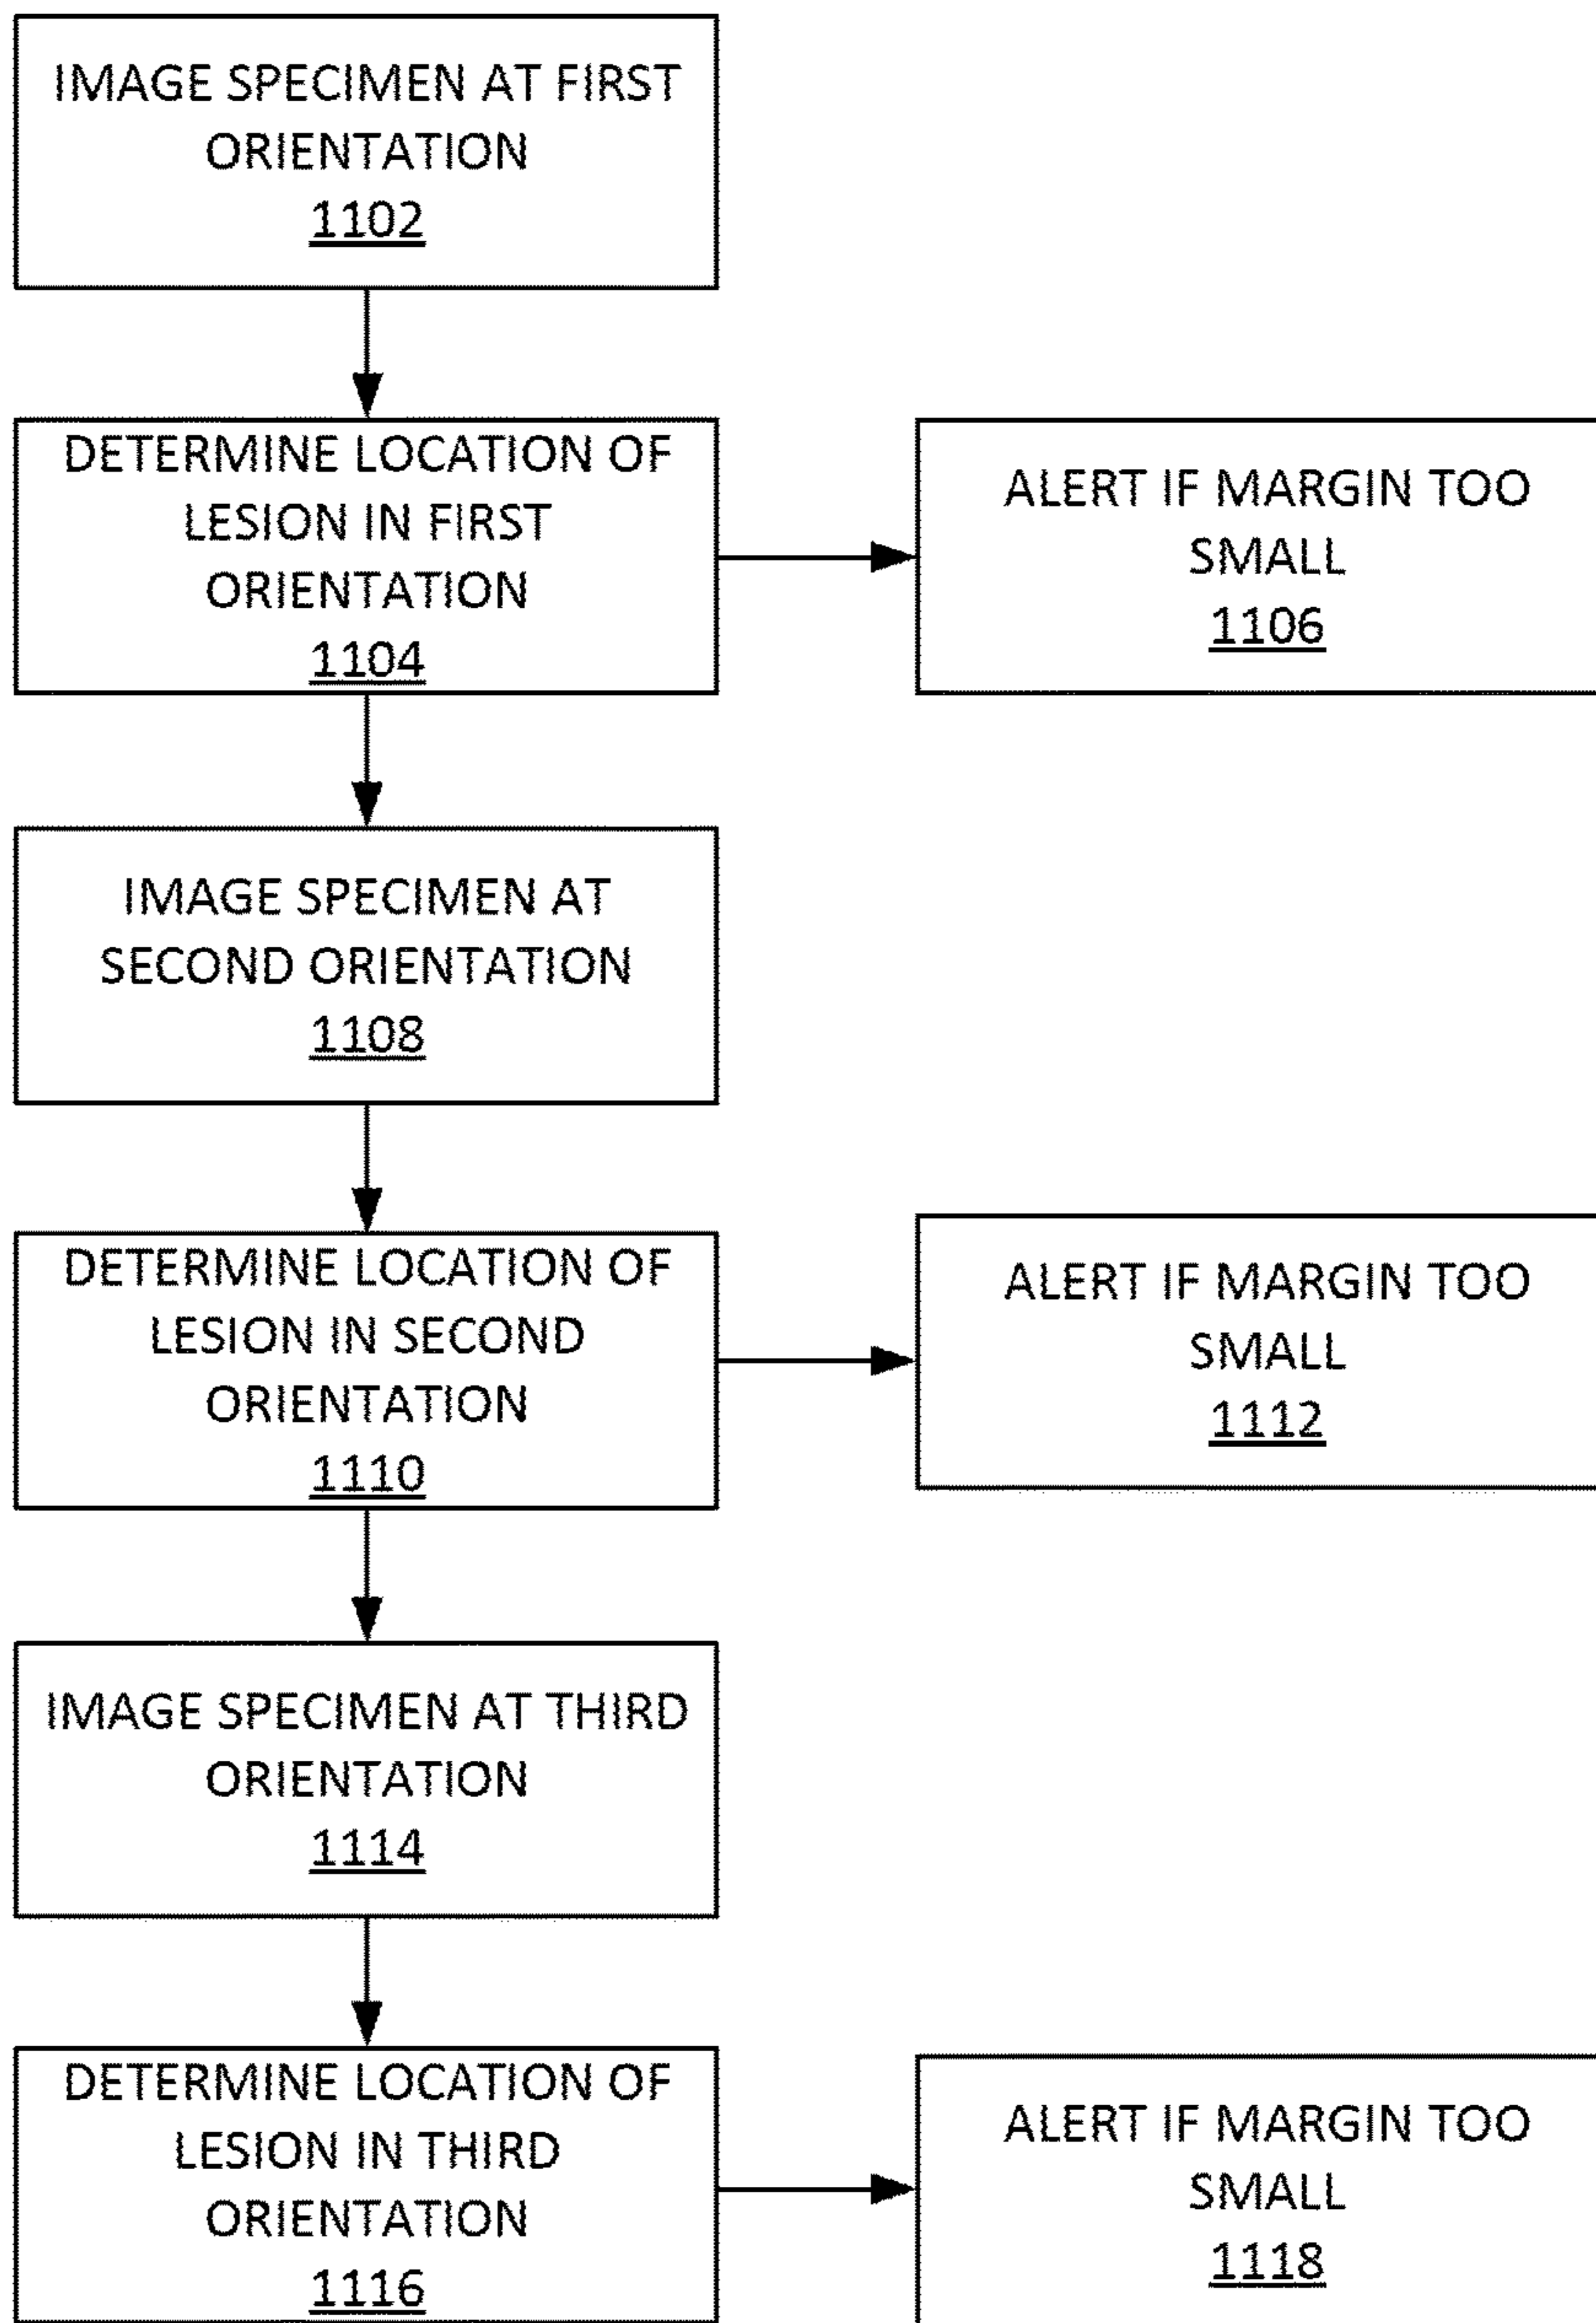 IMAGE SPECIMEN AT FIRST
ORIENTATION
1102
DETERMINE LOCATION OF
LESION IN FIRST
ORIENTATION
1104
ALERT IF MARGIN TOO
SMALL
1106
IMAGE SPECIMEN AT
SECOND ORIENTATION
1108
DETERMINE LOCATION OF
LESION IN SECOND
ORIENTATION
1110
ALERT IF MARGIN TOO
SMALL
1112
IMAGE SPECIMEN AT THIRD
ORIENTATION
1114
DETERMINE LOCATION OF
LESION IN THIRD
ORIENTATION
1116
ALERT IF MARGIN TOO
SMALL
1118